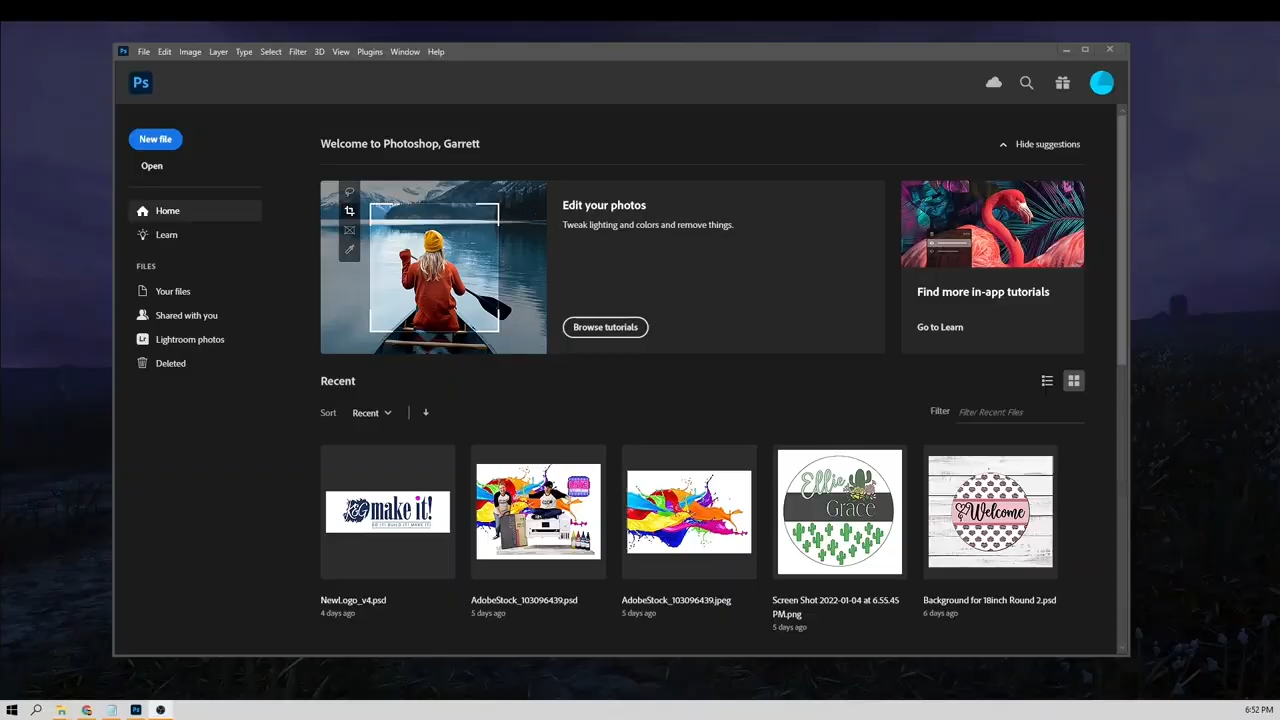 Ps File Edit Image Layer Type Select Filter 3D View Plugins Window Help
Ps
New file
Open
Home
Learn
FILES
Your files
Shared with you
Lr Lightroom photos
Deleted
Welcome to Photoshop, Garrett
Hide suggestions
Edit your photos
Tweak lighting and colors and remove things.
Browse tutorials
Find more in-app tutorials
Go to Learn
Recent
Sort Recent
Filter Filter Recent Files
make it!
Ellie
Grace
Welcome
NewLogo_v4.psd
4 days ago
AdobeStock_103096439.psd
5 days ago
AdobeStock_103096439.jpeg
5 days ago
Screen Shot 2022-01-04 at 6.55.45
PM.png
5 days ago
Background for 18inch Round 2.psd
6 days ago
Ps
6:52 PM